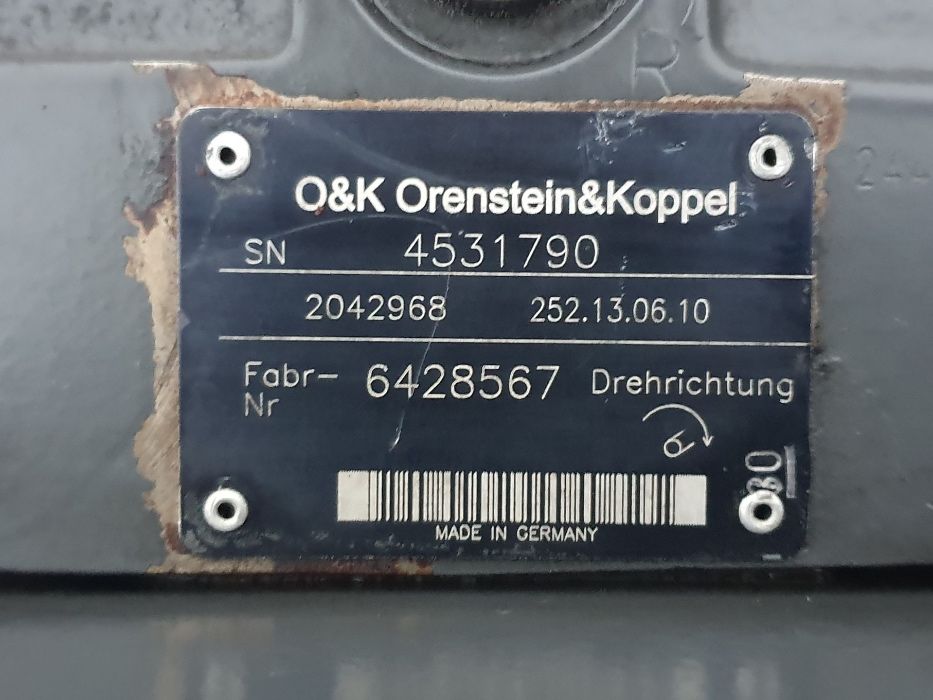 R
O&K Orenstein&Koppel
SN 4531790
2042968 252.13.06.10
Fabr-Nr 6428567 Drehrichtung
MADE IN GERMANY